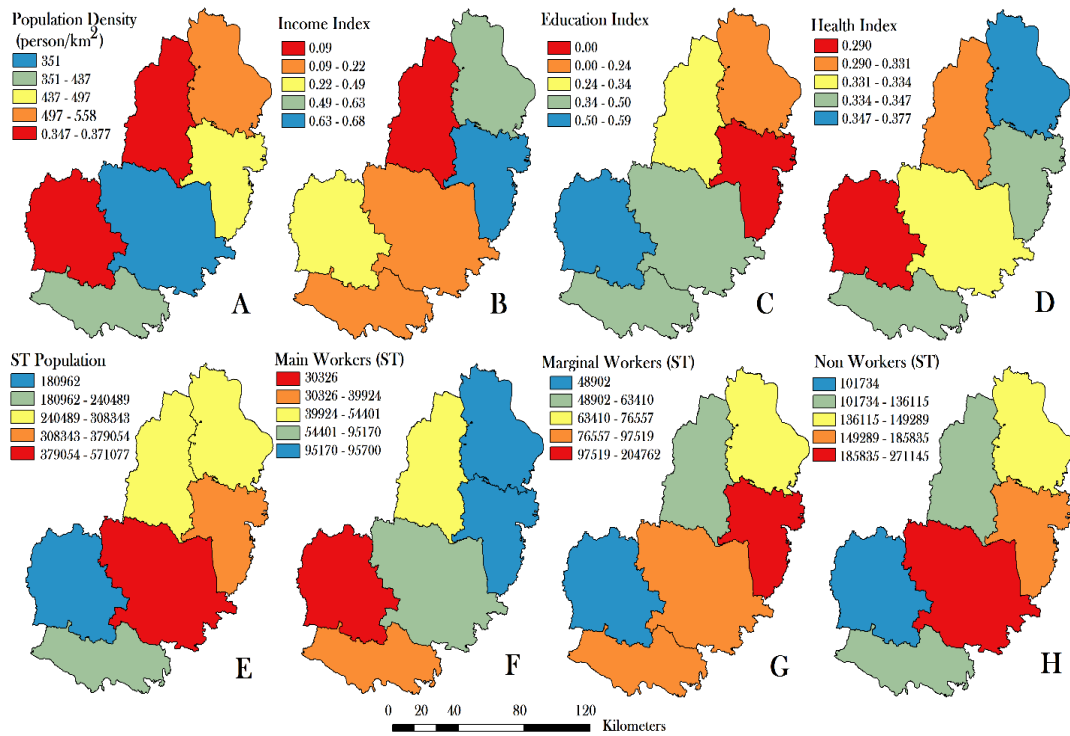 Population Density
(person/km²)
351
351 - 437
437 - 497
497 - 558
0.347 - 0.377
A
Income Index
0.09
0.09 - 0.22
0.22 - 0.49
0.49 - 0.63
0.63 - 0.68
B
Education Index
0.00
0.00 - 0.24
0.24 - 0.34
0.34 - 0.50
0.50 - 0.59
C
Health Index
0.290
0.290 - 0.331
0.331 - 0.334
0.334 - 0.347
0.347 - 0.377
D
ST Population
180962
180962 - 240489
240489 - 308343
308343 - 379054
379054 - 571077
E
Main Workers (ST)
30326
30326 - 39924
39924 - 54401
54401 - 95170
95170 - 95700
F
Marginal Workers (ST)
48902
48902 - 63410
63410 - 76557
76557 - 97519
97519 - 204762
G
Non Workers (ST)
101734
101734 - 136115
136115 - 149289
149289 - 185835
185835 - 271145
H
0 20 40 80 120
Kilometers